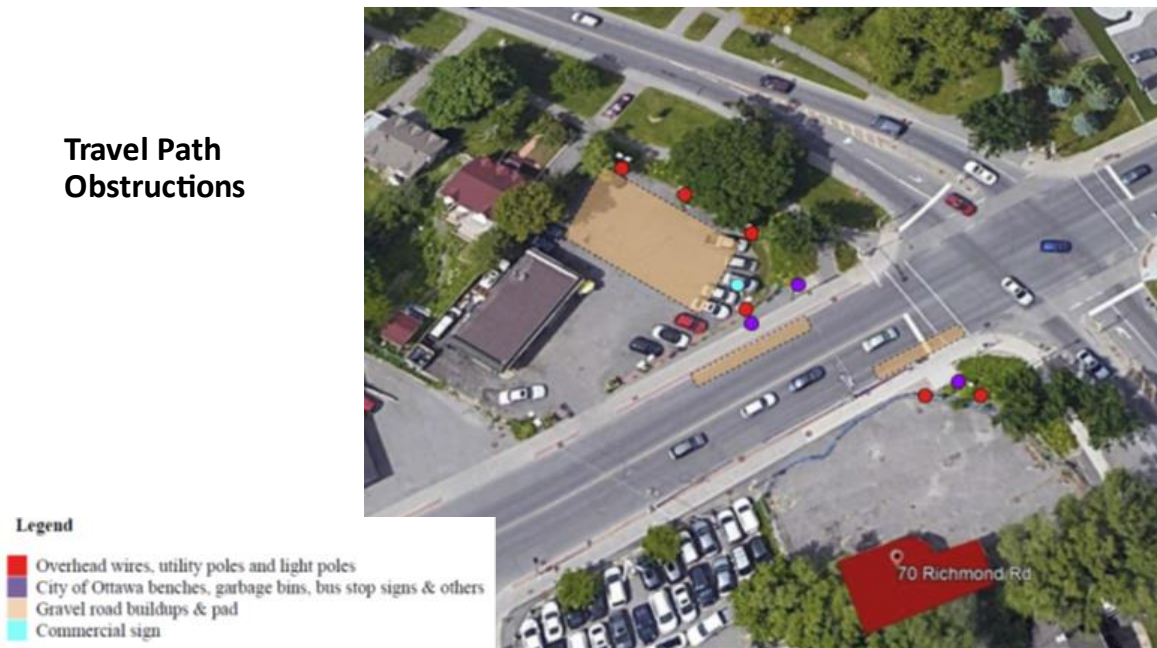 Travel Path
Obstructions
70 Richmond Rd
Legend
Overhead wires, utility poles and light poles
City of Ottawa benches, garbage bins, bus stop signs & others
Gravel road buildups & pad
Commercial sign